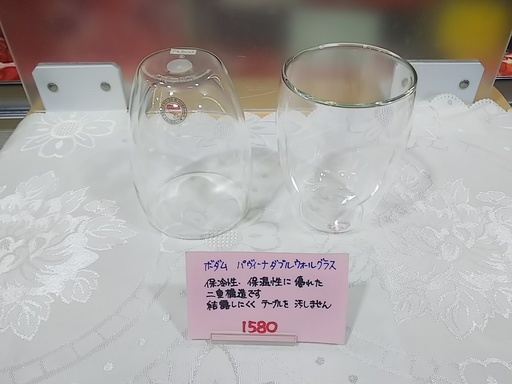 ボダム パヴィーナダブルウォールグラス
保冷性、保温性に優れた
二重構造です
結露しにくく テーブルを 汚しません
1580